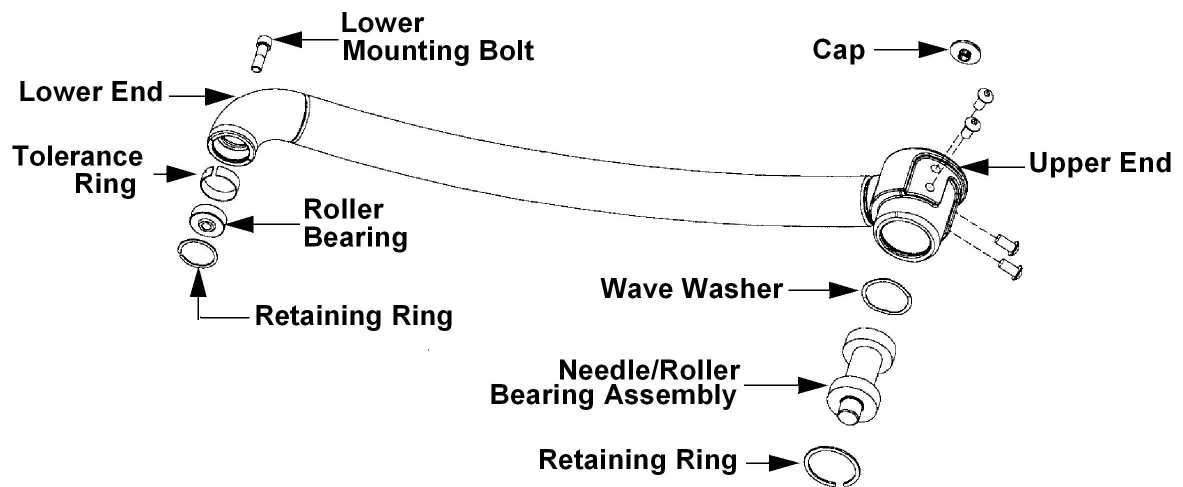 Lower
Mounting Bolt
Cap
Lower End
Tolerance
Ring
Upper End
Roller
Bearing
Wave Washer
Retaining Ring
Needle/Roller
Bearing Assembly
Retaining Ring